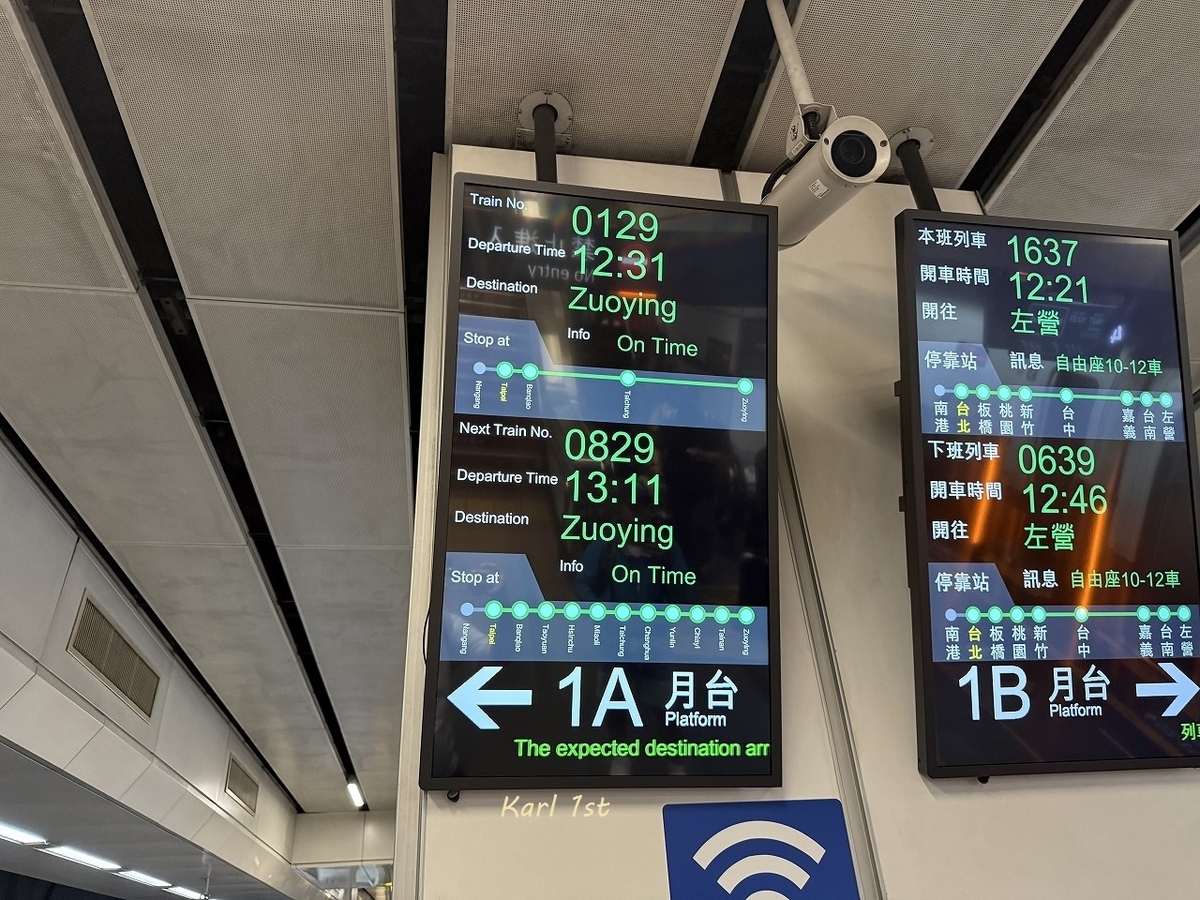 Train No. 0129
Departure Time 12:31
Destination Zuoying
Stop at Info On Time
Nangang Taipei Banqiao Taichung Zuoying
Next Train No. 0829
Departure Time 13:11
Destination Zuoying
Stop at Info On Time
Nangang Taipei Banqiao Taoyuan Hsinchu Miaoli Taichung Changhua Yunlin Chiayi Tainan Zuoying
1A 月台
Platform
The expected destination arr
本班列車 1637
開車時間 12:21
開往 左營
停靠站 訊息 自由座10-12車
南港 台北 板橋 桃園 新竹 台中 嘉義 台南 左營
下班列車 0639
開車時間 12:46
開往 左營
停靠站 訊息 自由座10-12車
南港 台北 板橋 桃園 新竹 台中 嘉義 台南 左營
1B 月台
Platform
禁止進入
No entry
Karl 1st